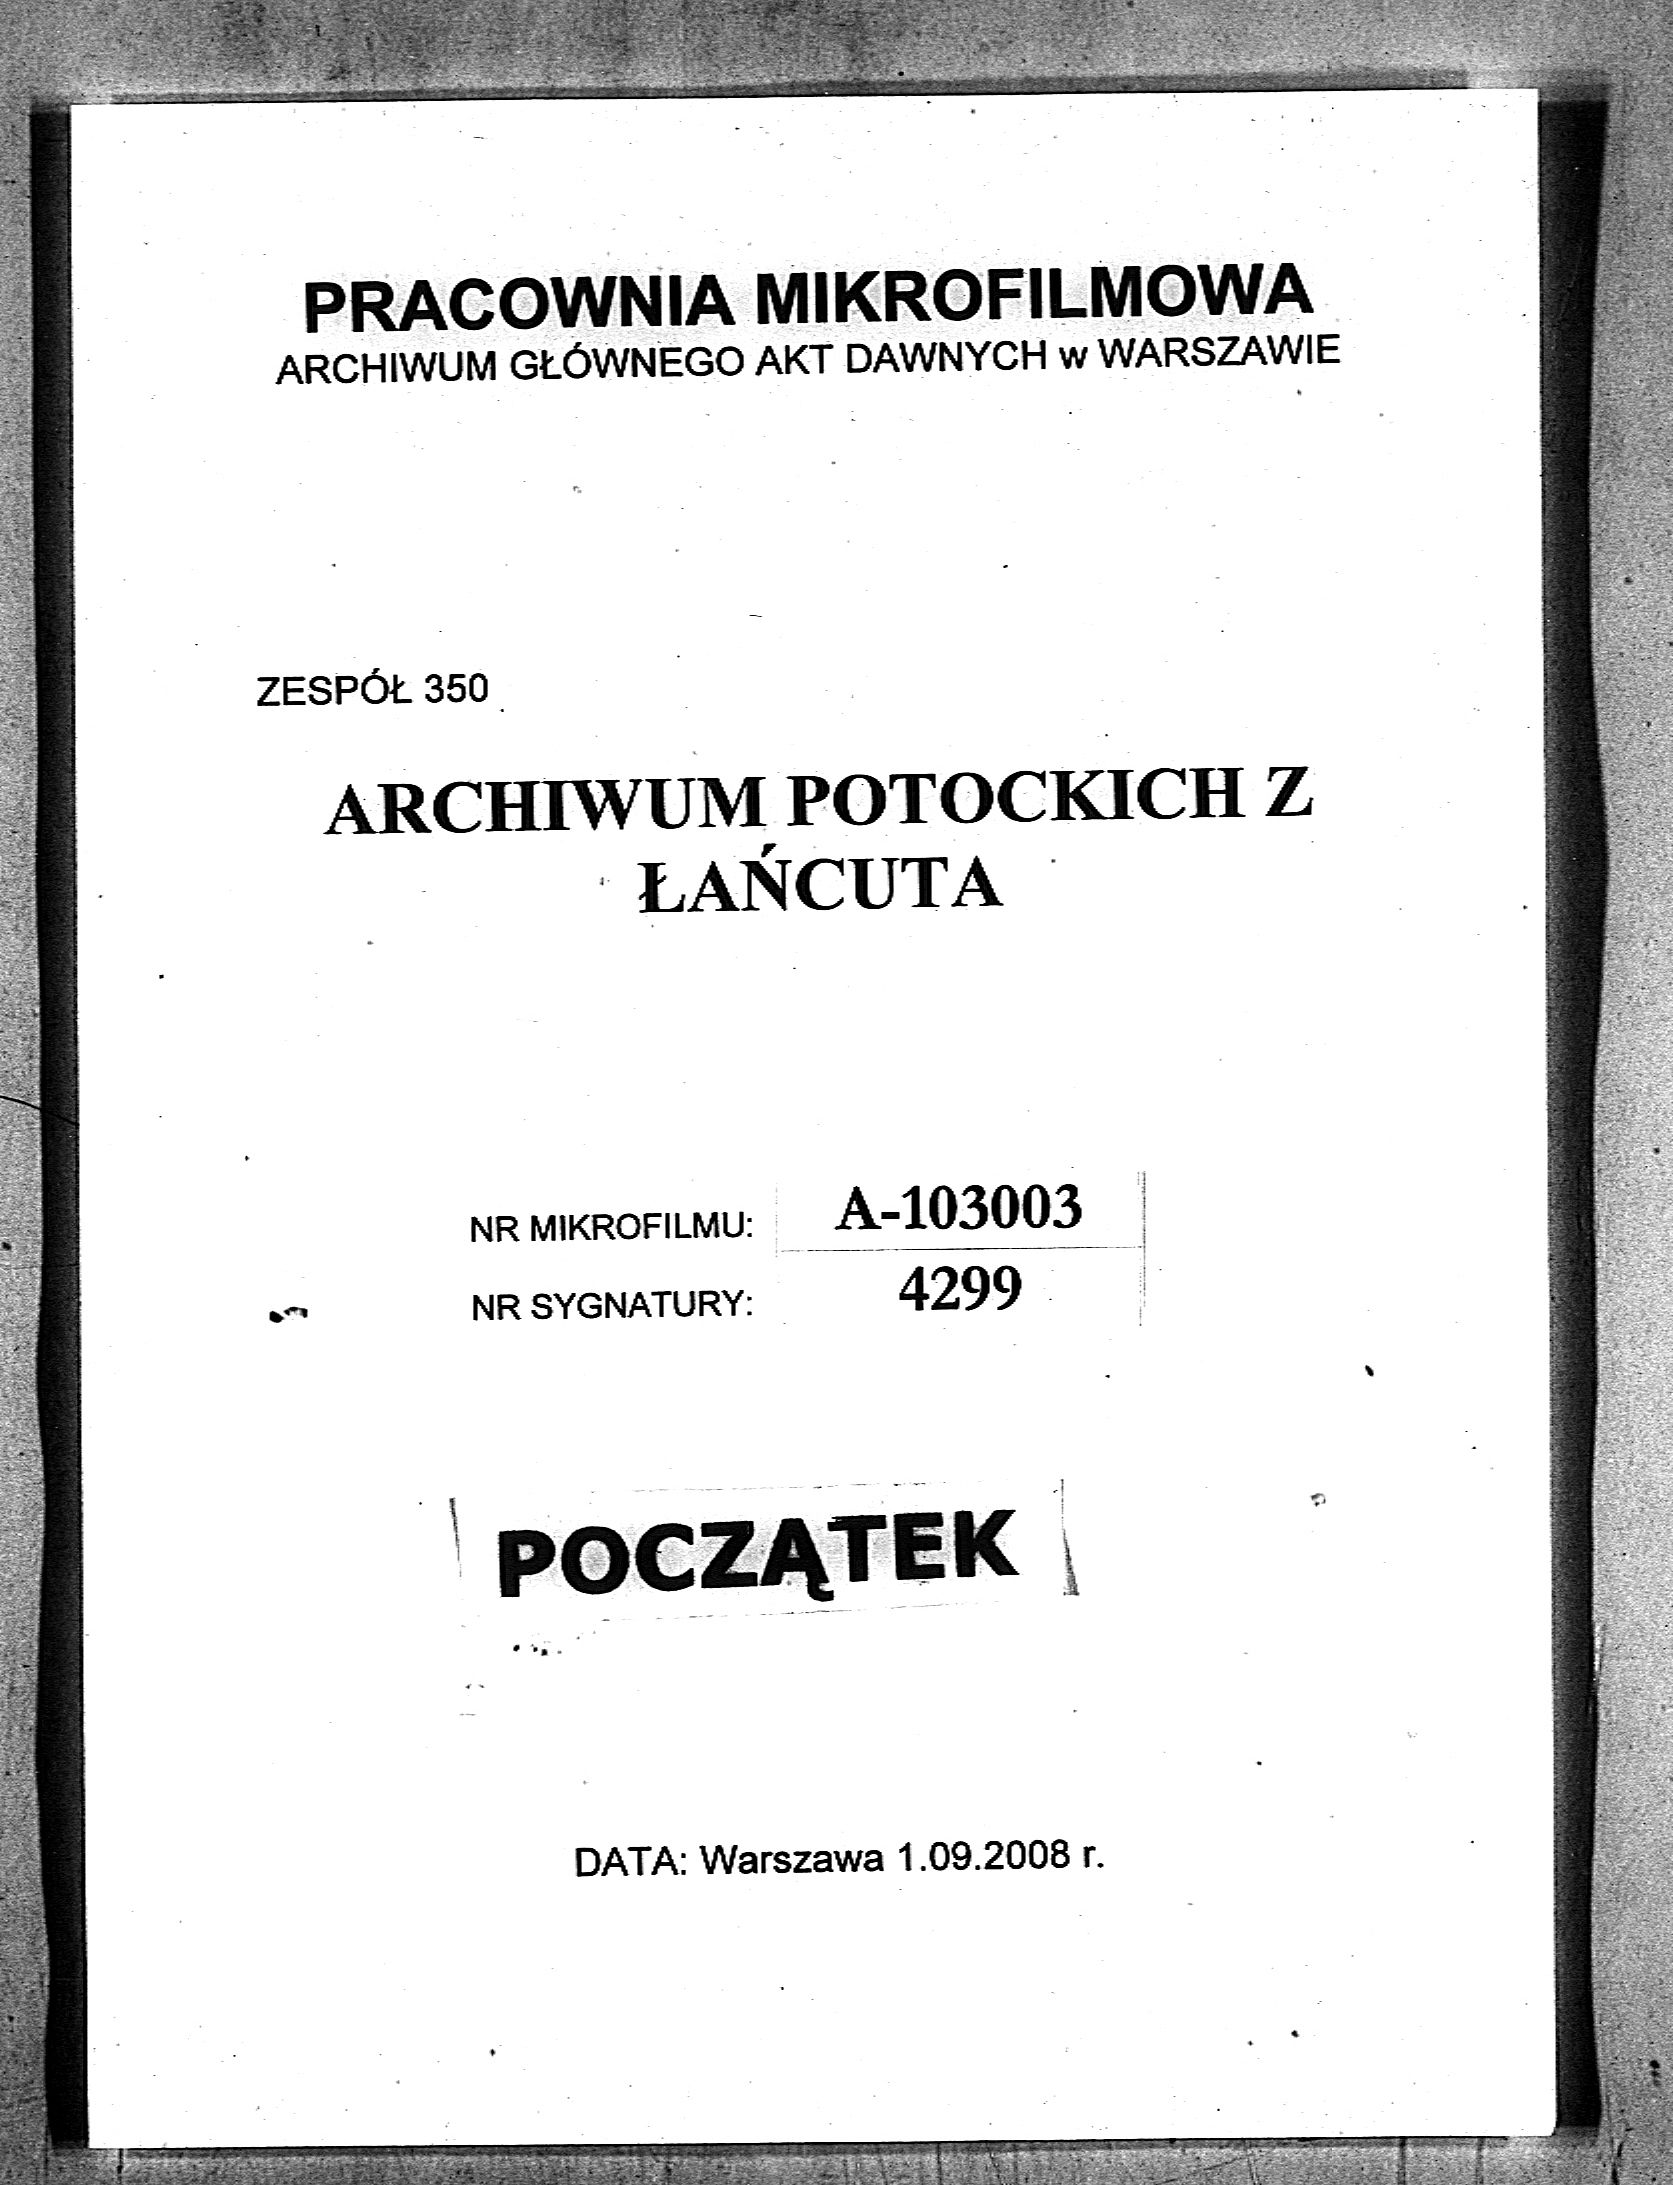 PRACOWNIA MIKROFILMOWA
ARCHIWUM GŁÓWNEGO AKT DAWNYCH w WARSZAWIE
ZESPÓŁ 350
ARCHIWUM POTOCKICH Z
ŁAŃCUTA
NR MIKROFILMU: A-103003
NR SYGNATURY: 4299
POCZĄTEK
DATA: Warszawa 1.09.2008 r.